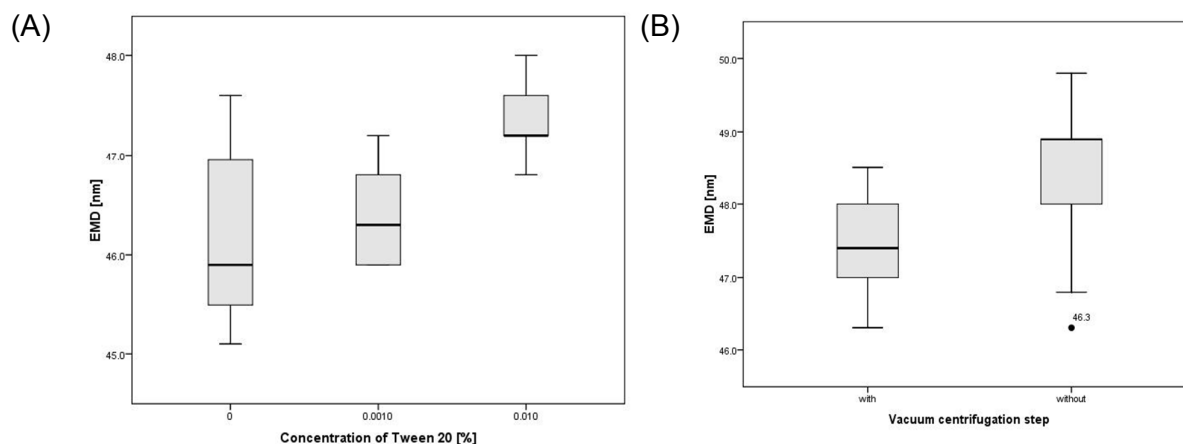 (A)
EMD [nm]
48.0
47.0
46.0
45.0
0
0.0010
0.010
Concentration of Tween 20 [%]
(B)
EMD [nm]
50.0
49.0
48.0
47.0
46.0
46.3
with
without
Vacuum centrifugation step